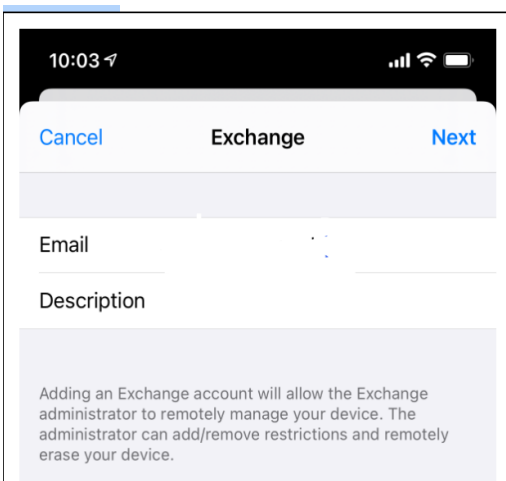 10:03
Cancel Exchange Next
Email
Description
Adding an Exchange account will allow the Exchange
administrator to remotely manage your device. The
administrator can add/remove restrictions and remotely
erase your device.